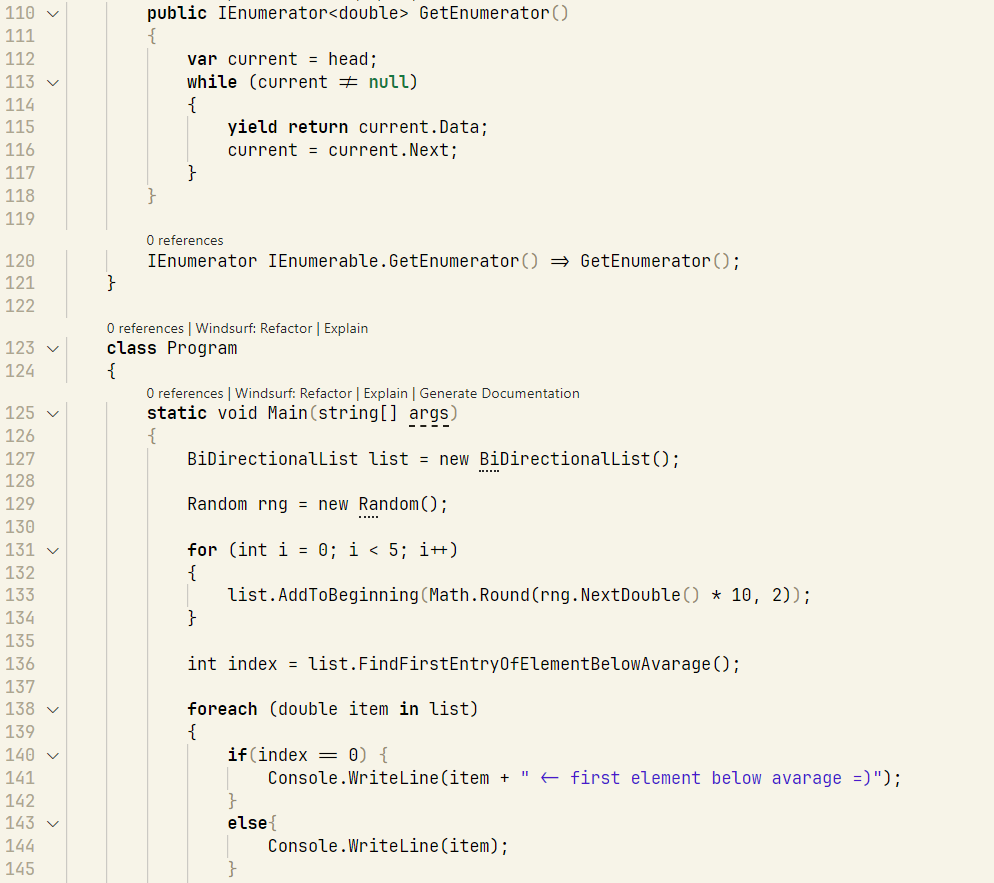 110 public IEnumerator<double> GetEnumerator()
111 {
112 var current = head;
113 while (current != null)
114 {
115 yield return current.Data;
116 current = current.Next;
117 }
118 }
119
0 references
120 IEnumerator IEnumerable.GetEnumerator() => GetEnumerator();
121 }
122
0 references | Windsurf: Refactor | Explain
123 class Program
124 {
0 references | Windsurf: Refactor | Explain | Generate Documentation
125 static void Main(string[] args)
126 {
127 BiDirectionalList list = new BiDirectionalList();
128
129 Random rng = new Random();
130
131 for (int i = 0; i < 5; i++)
132 {
133 list.AddToBeginning(Math.Round(rng.NextDouble() * 10, 2));
134 }
135
136 int index = list.FindFirstEntryOfElementBelowAvarage();
137
138 foreach (double item in list)
139 {
140 if(index == 0) {
141 Console.WriteLine(item + " <- first element below avarage =)");
142 }
143 else{
144 Console.WriteLine(item);
145 }